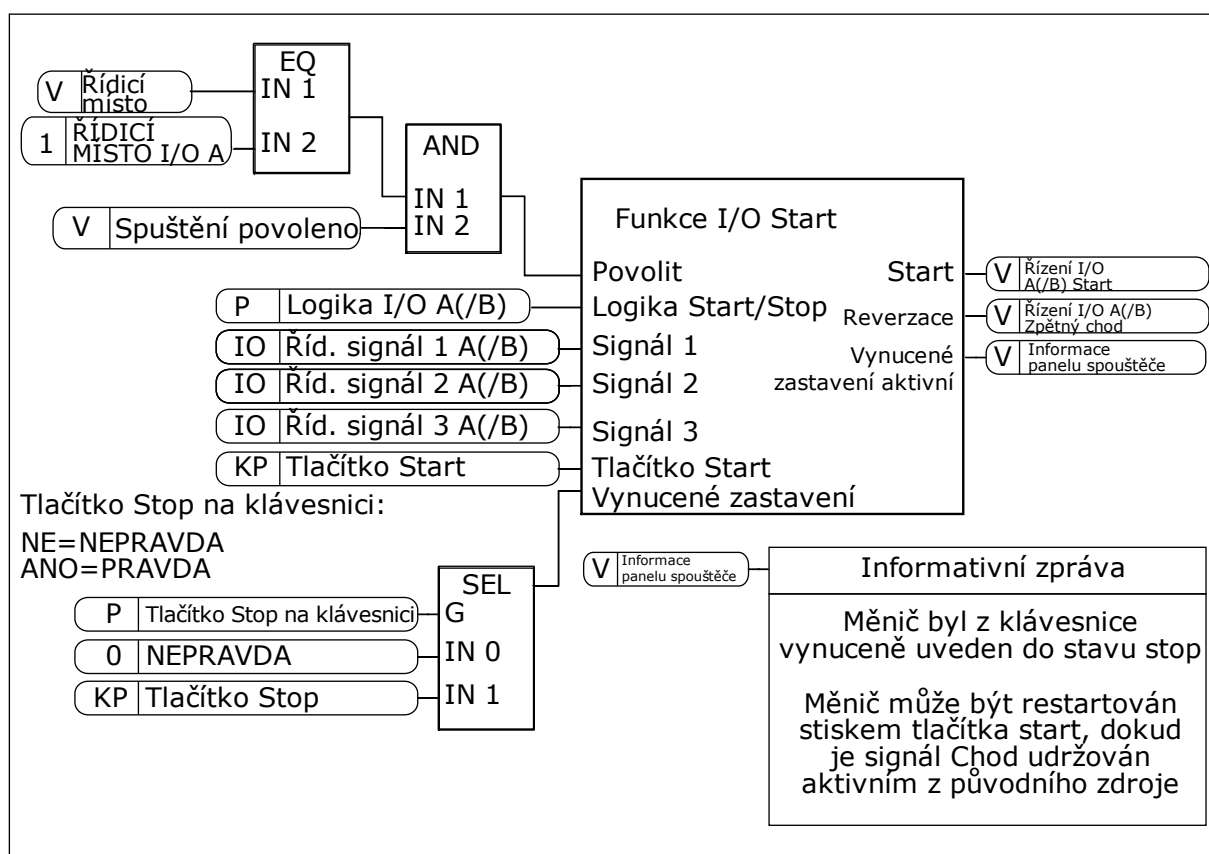 EQ
V Řídicí místo
IN 1
1 ŘÍDICÍ MÍSTO I/O A
IN 2
AND
IN 1
V Spuštění povoleno
IN 2
Funkce I/O Start
Povolit
Start
V Řízení I/O A(/B) Start
P Logika I/O A(/B)
Logika Start/Stop
Reverzace
V Řízení I/O A(/B) Zpětný chod
IO Říd. signál 1 A(/B)
Signál 1
Vynucené
zastavení aktivní
V Informace panelu spouštěče
IO Říd. signál 2 A(/B)
Signál 2
IO Říd. signál 3 A(/B)
Signál 3
KP Tlačítko Start
Tlačítko Start
Vynucené zastavení
Tlačítko Stop na klávesnici:
NE=NEPRAVDA
ANO=PRAVDA
SEL
P Tlačítko Stop na klávesnici
G
0 NEPRAVDA
IN 0
KP Tlačítko Stop
IN 1
V Informace panelu spouštěče
Informativní zpráva
Měnič byl z klávesnice
vynuceně uveden do stavu stop
Měnič může být restartován
stiskem tlačítka start, dokud
je signál Chod udržován
aktivním z původního zdroje